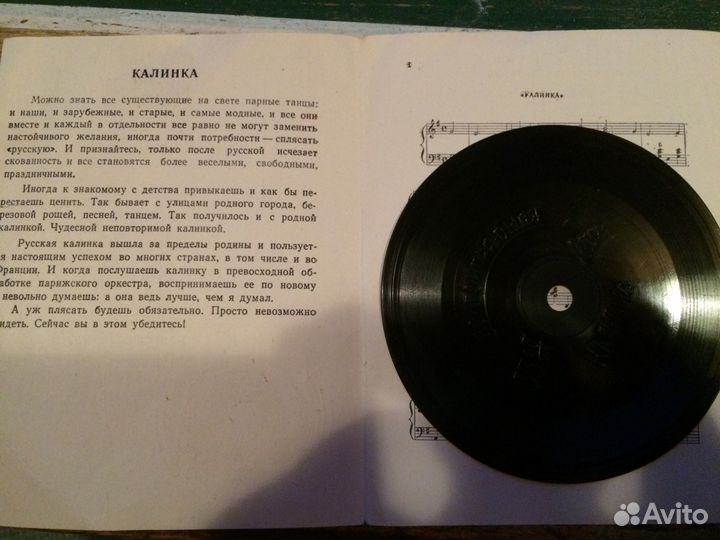 КАЛИНКА
Можно знать все существующие на свете парные танцы:
и наши, и зарубежные, и старые, и самые модные, и все они
вместе и каждый в отдельности все равно не могут заменить
настойчивого желания, иногда почти потребности — сплясать
«русскую». И признайтесь, только после русской исчезает
скованность и все становятся более веселыми, свободными,
праздничными.
Иногда к знакомому с детства привыкаешь и как бы пе-
рестаешь ценить. Так бывает с улицами родного города, бе-
резовой рощей, песней, танцем. Так получилось и с родной
калинкой. Чудесной неповторимой калинкой.
Русская калинка вышла за пределы родины и пользует-
я настоящим успехом во многих странах, в том числе и во
Франции. И когда послушаешь калинку в превосходной об-
работке парижского оркестра, воспринимаешь ее по новому
невольно думаешь: а она ведь лучше, чем я думал.
А уж плясать будешь обязательно. Просто невозможно
идеть. Сейчас вы в этом убедитесь!
«КАЛИНКА»
Avito